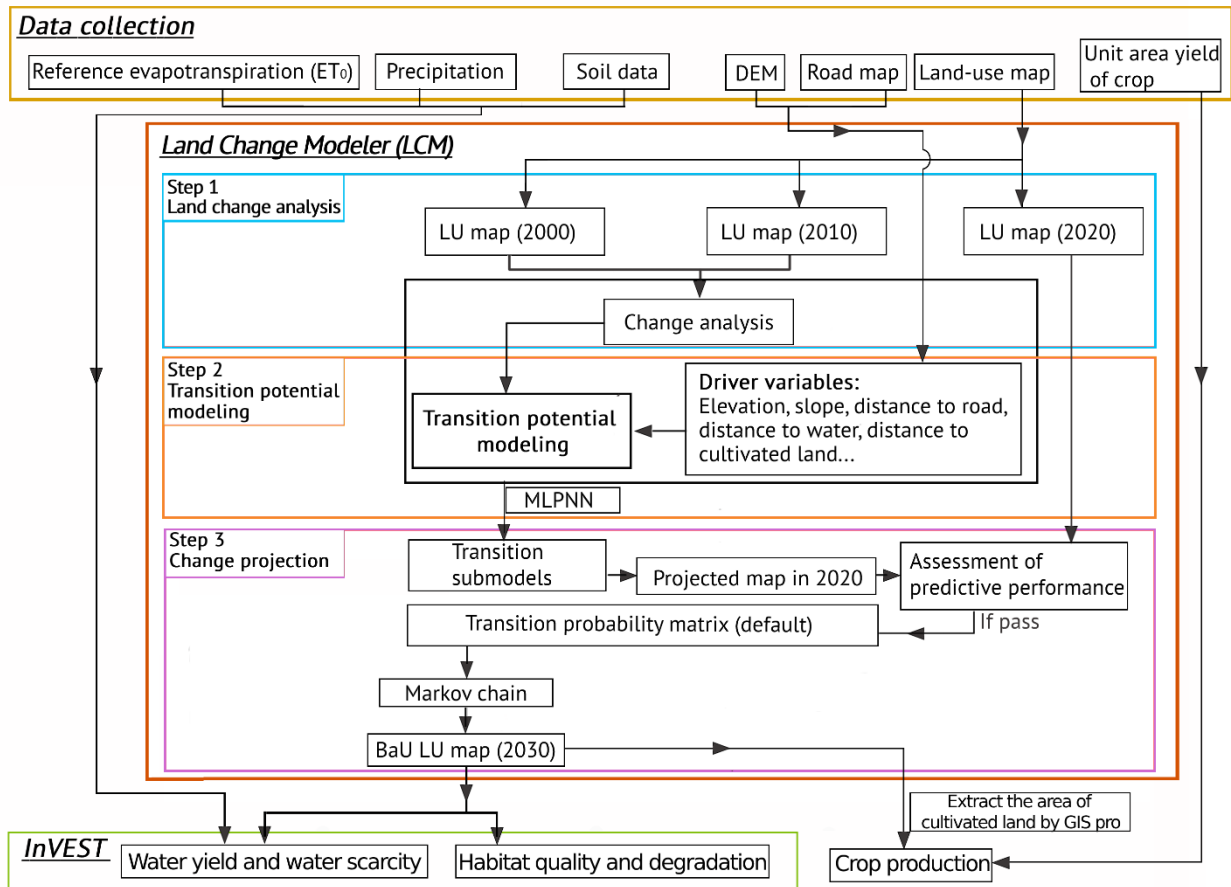 Data collection
Reference evapotranspiration (ET₀)
Precipitation
Soil data
DEM
Road map
Land-use map
Unit area yield
of crop
Land Change Modeler (LCM)
Step 1
Land change analysis
LU map (2000)
LU map (2010)
LU map (2020)
Change analysis
Step 2
Transition potential
modeling
Transition potential
modeling
Driver variables:
Elevation, slope, distance to road,
distance to water, distance to
cultivated land...
MLPNN
Step 3
Change projection
Transition
submodels
Projected map in 2020
Assessment of
predictive performance
If pass
Transition probability matrix (default)
Markov chain
BaU LU map (2030)
Extract the area of
cultivated land by GIS pro
InVEST
Water yield and water scarcity
Habitat quality and degradation
Crop production